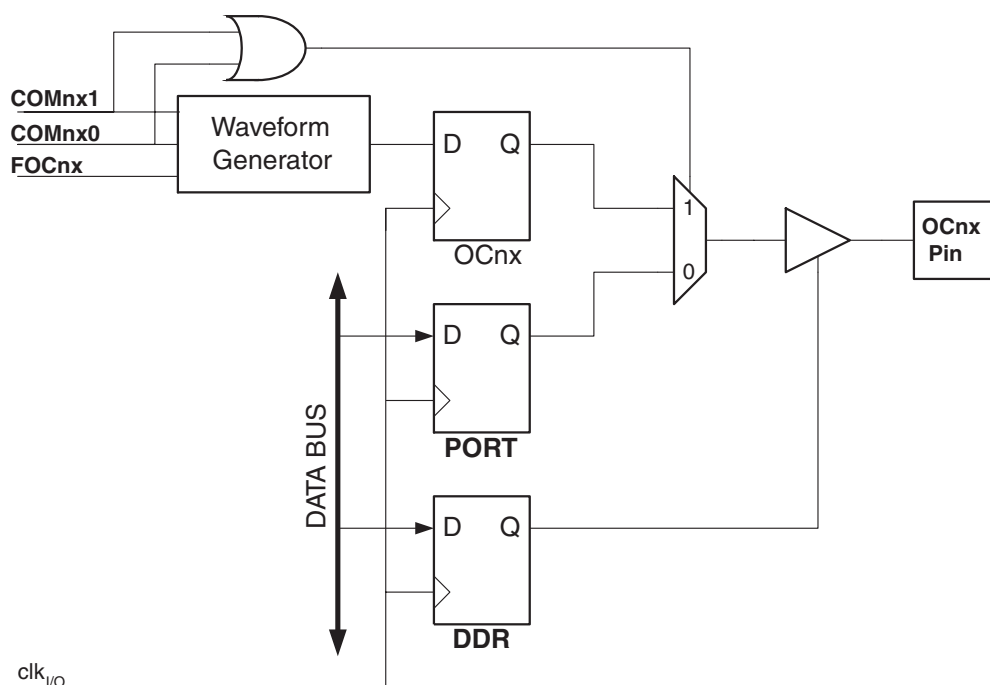 COMnx1
COMnx0
FOCnx
Waveform
Generator
D Q
OCnx
1
0
OCnx
Pin
DATA BUS
D Q
PORT
D Q
DDR
clkI/O